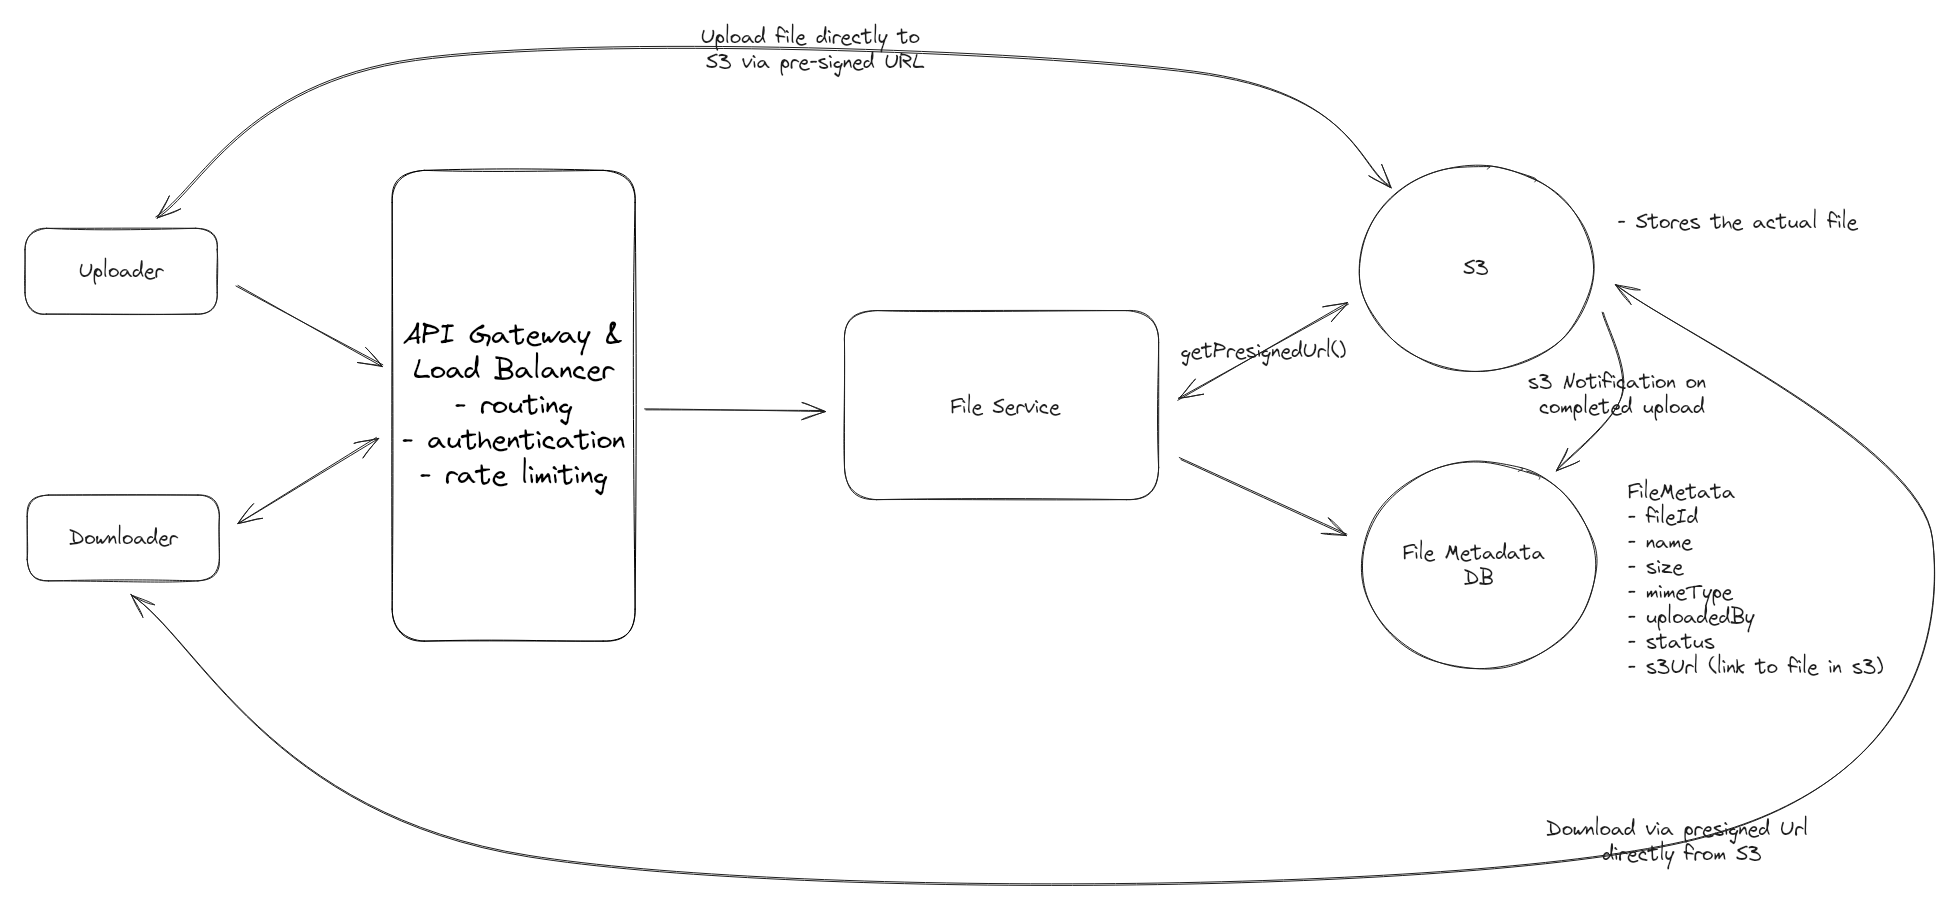 Upload file directly to
S3 via pre-signed URL
Uploader
Downloader
API Gateway &
Load Balancer
- routing
- authentication
- rate limiting
File Service
getPresignedUrl()
S3
- Stores the actual file
s3 Notification on
completed upload
File Metadata
DB
FileMetata
- fileId
- name
- size
- mimeType
- uploadedBy
- status
- s3Url (link to file in s3)
Download via presigned Url
directly from S3